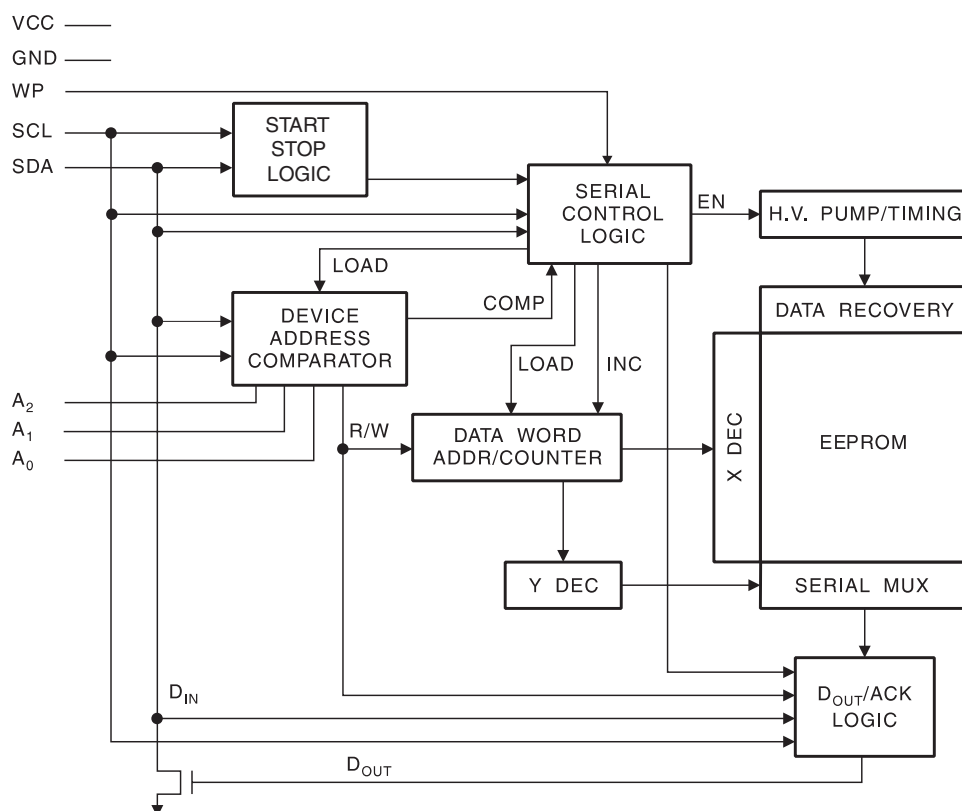 VCC
GND
WP
SCL
SDA
START
STOP
LOGIC
SERIAL
CONTROL
LOGIC
EN
H.V. PUMP/TIMING
LOAD
COMP
DATA RECOVERY
DEVICE
ADDRESS
COMPARATOR
LOAD
INC
A2
A1
A0
R/W
DATA WORD
ADDR/COUNTER
X DEC
EEPROM
Y DEC
SERIAL MUX
DIN
DOUT/ACK
LOGIC
DOUT